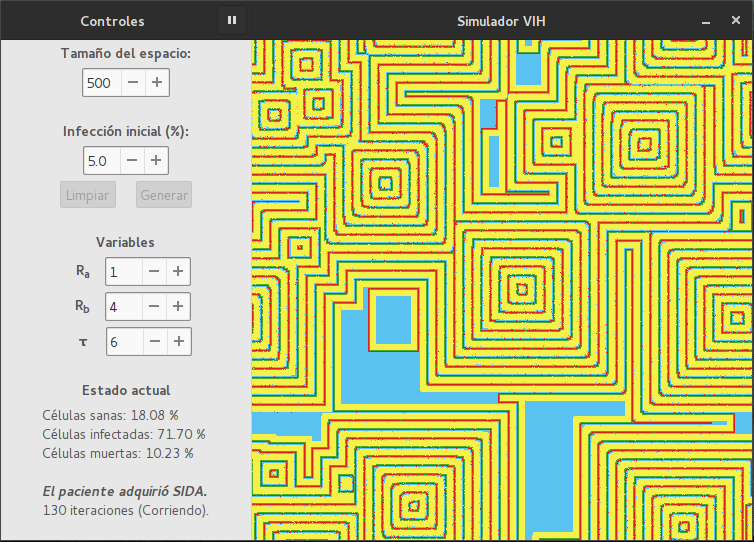 Controles
Simulador VIH
Tamaño del espacio:
500
Infección inicial (%):
5.0
Limpiar Generar
Variables
Ra 1
Rb 4
τ 6
Estado actual
Células sanas: 18.08 %
Células infectadas: 71.70 %
Células muertas: 10.23 %
El paciente adquirió SIDA.
130 iteraciones (Corriendo).